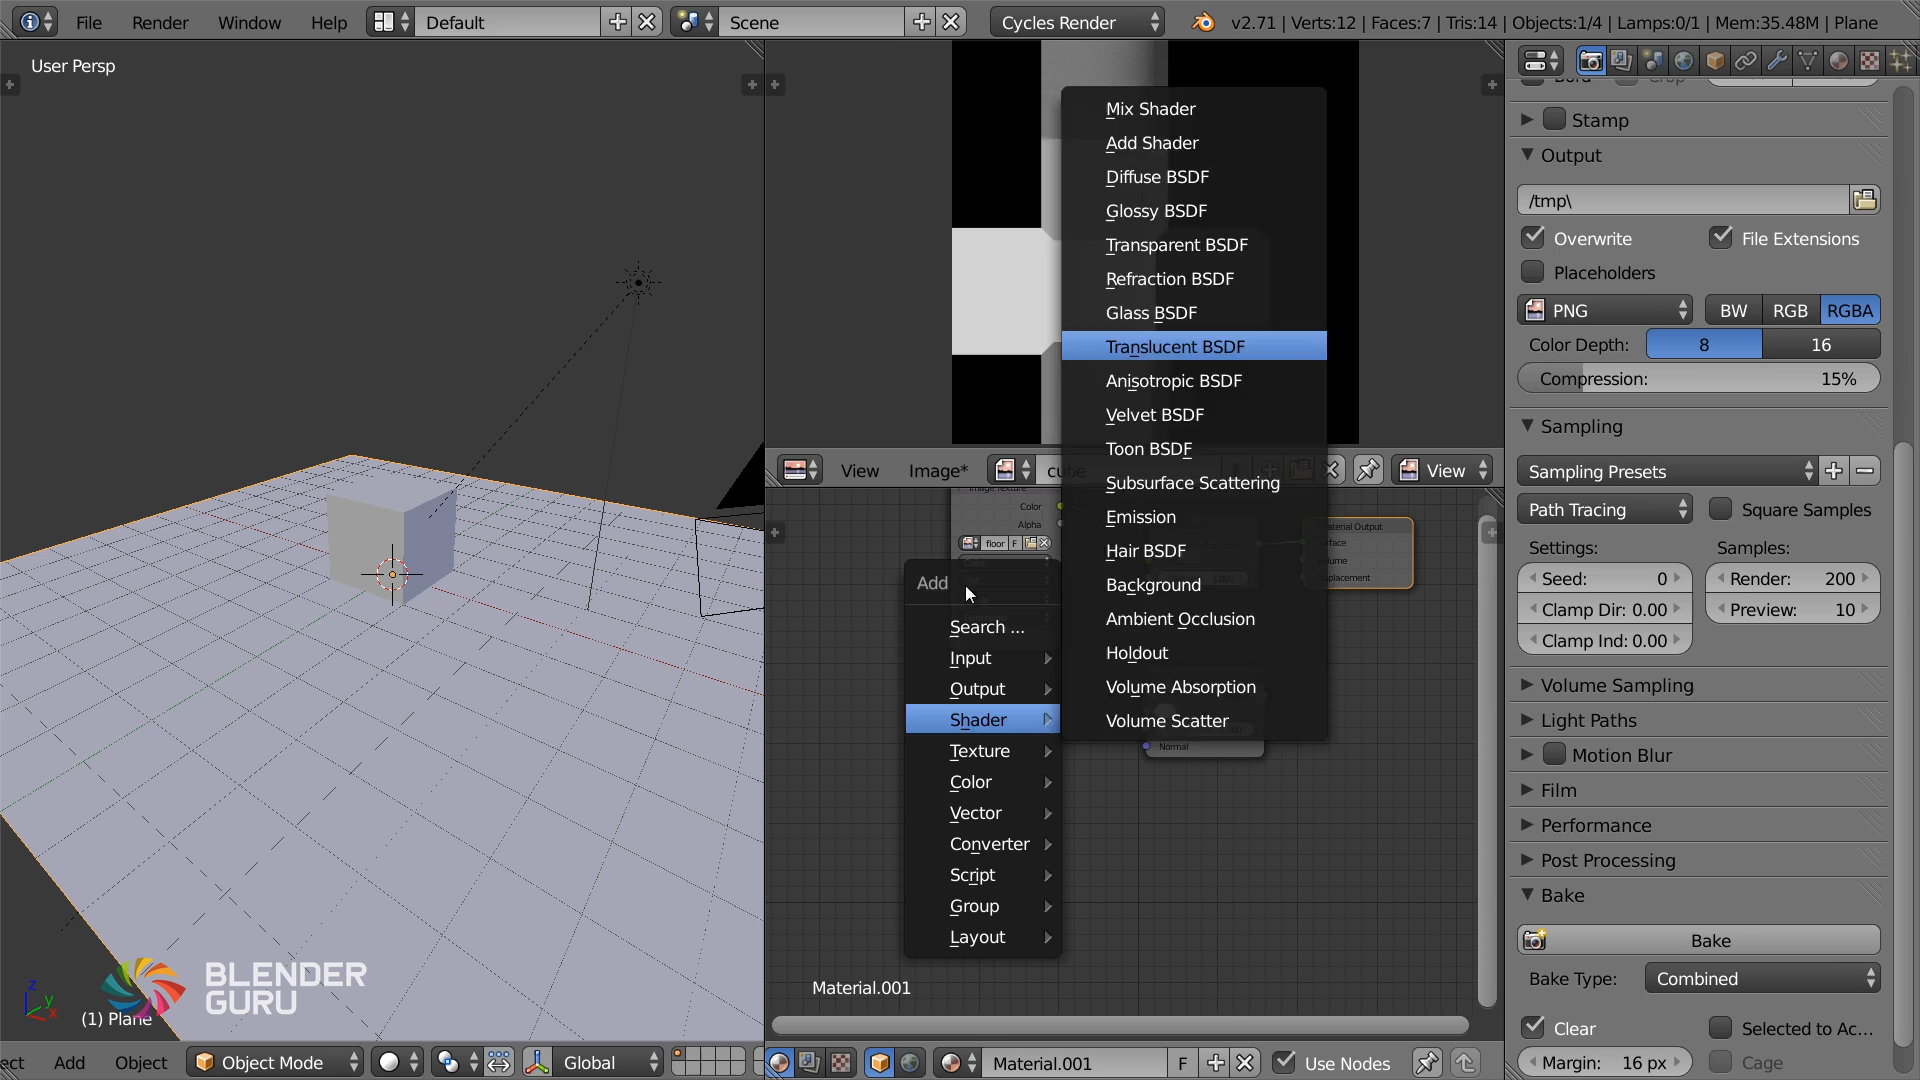 File Render Window Help Default Scene Cycles Render v2.71 | Verts:12 | Faces:7 | Tris:14 | Objects:1/4 | Lamps:0/1 | Mem:35.48M | Plane
User Persp
Mix Shader
Add Shader
Diffuse BSDF
Glossy BSDF
Transparent BSDF
Refraction BSDF
Glass BSDF
Translucent BSDF
Anisotropic BSDF
Velvet BSDF
Toon BSDF
Subsurface Scattering
Emission
Hair BSDF
Background
Ambient Occlusion
Holdout
Volume Absorption
Volume Scatter
View Image* View
Color
Alpha
floor F
Add
Search ...
Input
Output
Shader
Texture
Color
Vector
Converter
Script
Group
Layout
Normal
Material.001
Stamp
Output
/tmp\
Overwrite File Extensions
Placeholders
PNG BW RGB RGBA
Color Depth: 8 16
Compression: 15%
Sampling
Sampling Presets
Path Tracing Square Samples
Settings: Samples:
Seed: 0 Render: 200
Clamp Dir: 0.00 Preview: 10
Clamp Ind: 0.00
Volume Sampling
Light Paths
Motion Blur
Film
Performance
Post Processing
Bake
Bake
Bake Type: Combined
Clear Selected to Ac...
Margin: 16 px Cage
BLENDER
GURU
z
y
x
(1) Plane
ect Add Object Object Mode Global Material.001 F Use Nodes